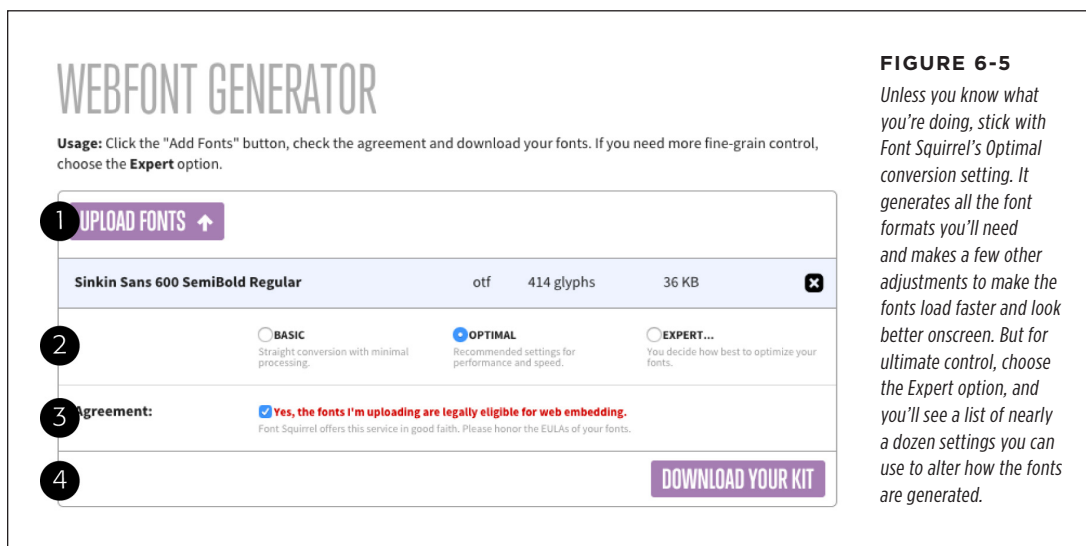 WEBFONT GENERATOR
Usage: Click the "Add Fonts" button, check the agreement and download your fonts. If you need more fine-grain control,
choose the Expert option.
1 UPLOAD FONTS
Sinkin Sans 600 SemiBold Regular otf 414 glyphs 36 KB
2
BASIC OPTIMAL EXPERT...
Straight conversion with minimal Recommended settings for You decide how best to optimize your
processing. performance and speed. fonts.
3 Agreement: Yes, the fonts I'm uploading are legally eligible for web embedding.
Font Squirrel offers this service in good faith. Please honor the EULAs of your fonts.
4 DOWNLOAD YOUR KIT
FIGURE 6-5
Unless you know what
you're doing, stick with
Font Squirrel's Optimal
conversion setting. It
generates all the font
formats you'll need
and makes a few other
adjustments to make the
fonts load faster and look
better onscreen. But for
ultimate control, choose
the Expert option, and
you'll see a list of nearly
a dozen settings you can
use to alter how the fonts
are generated.